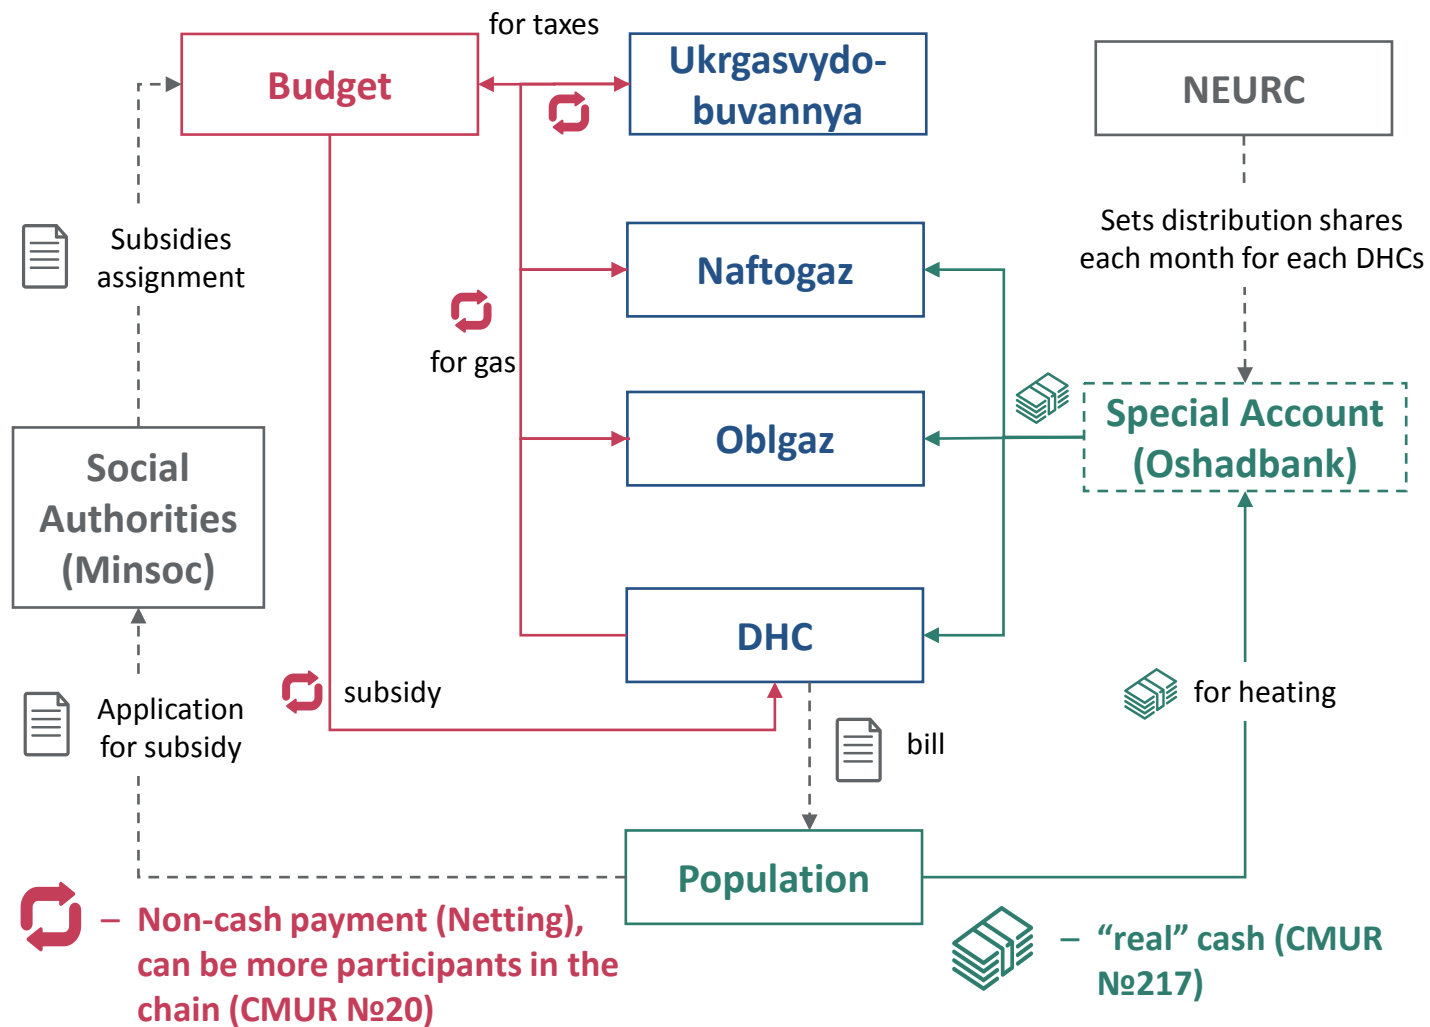 for taxes
Budget
Ukrgasvydo-
buvannya
NEURC
Subsidies
assignment
Naftogaz
Sets distribution shares
each month for each DHCs
for gas
Social
Authorities
(Minsoc)
Oblgaz
Special Account
(Oshadbank)
DHC
subsidy
for heating
Application
for subsidy
bill
Population
– Non-cash payment (Netting),
can be more participants in the
chain (CMUR №20)
– “real” cash (CMUR
№217)